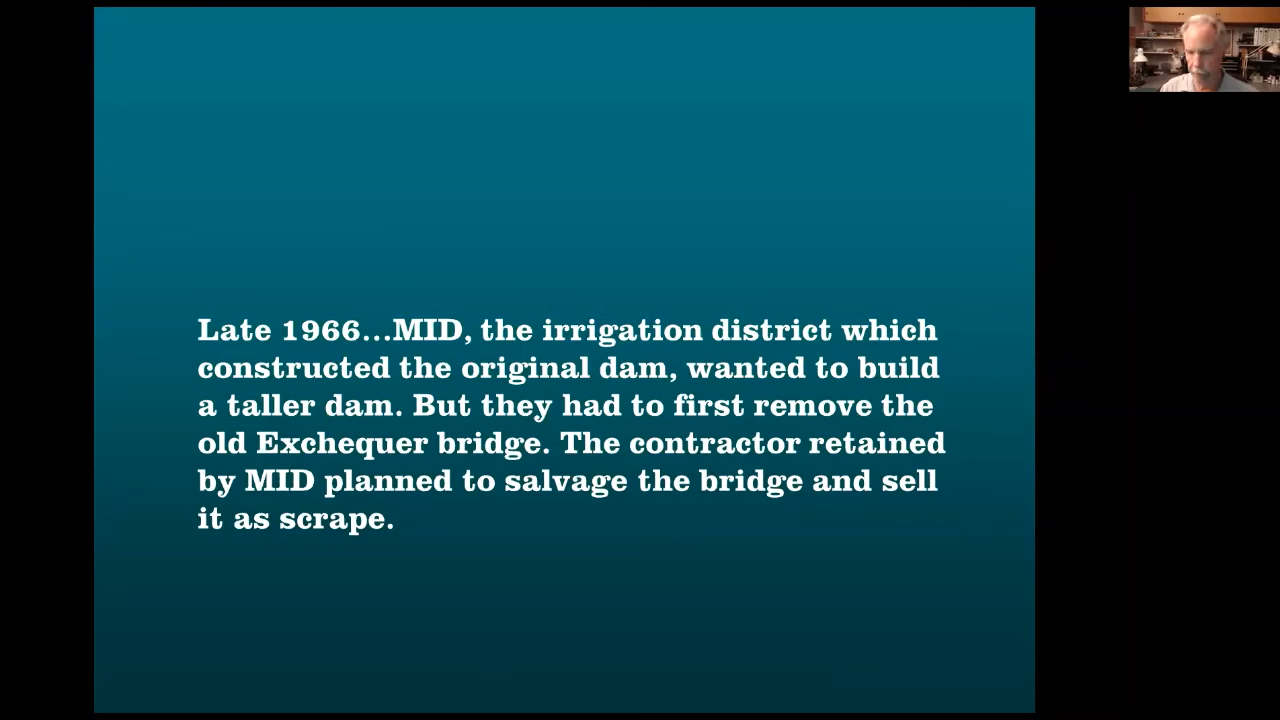 Late 1966...MID, the irrigation district which
constructed the original dam, wanted to build
a taller dam. But they had to first remove the
old Exchequer bridge. The contractor retained
by MID planned to salvage the bridge and sell
it as scrape.